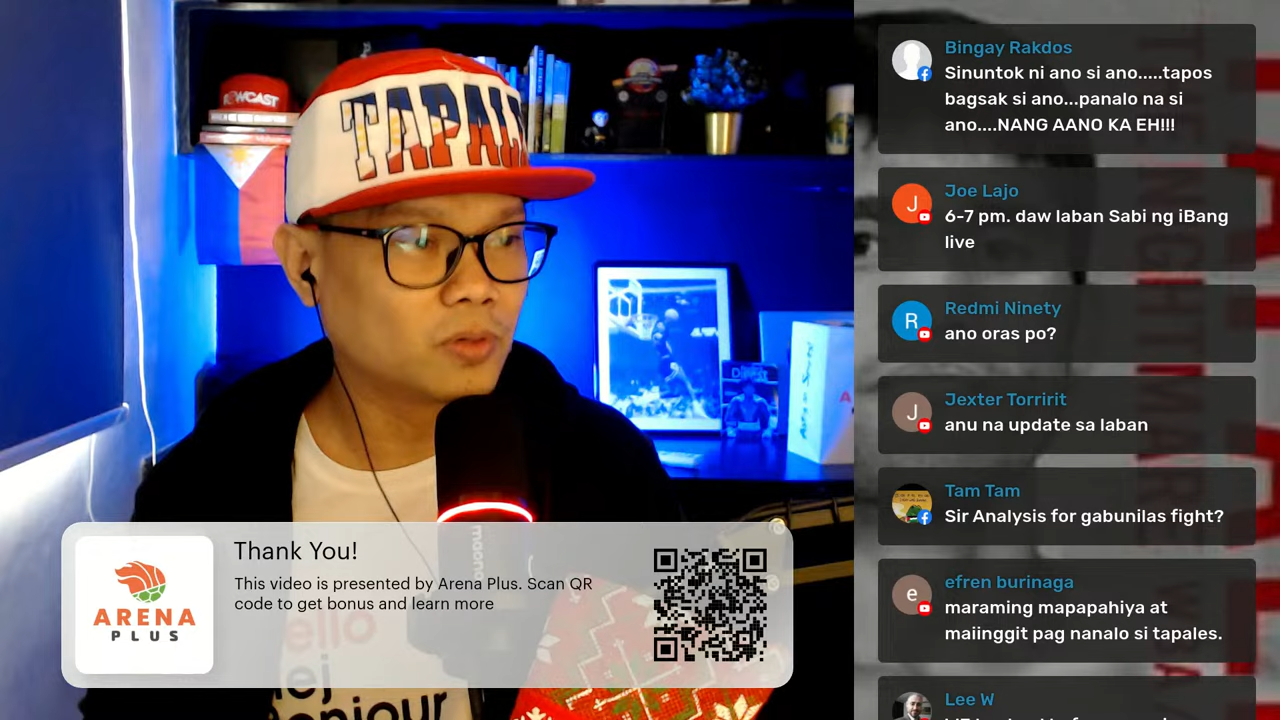 TAPAL
Thank You!
This video is presented by Arena Plus. Scan QR
code to get bonus and learn more
ARENA
PLUS
maono
ello
nej
Bonjour
Bingay Rakdos
Sinuntok ni ano si ano.....tapos
bagsak si ano...panalo na si
ano....NANG AANO KA EH!!!
Joe Lajo
6-7 pm. daw laban Sabi ng iBang
live
Redmi Ninety
ano oras po?
Jexter Torririt
anu na update sa laban
Tam Tam
Sir Analysis for gabunilas fight?
efren burinaga
maraming mapapahiya at
maiinggit pag nanalo si tapales.
Lee W